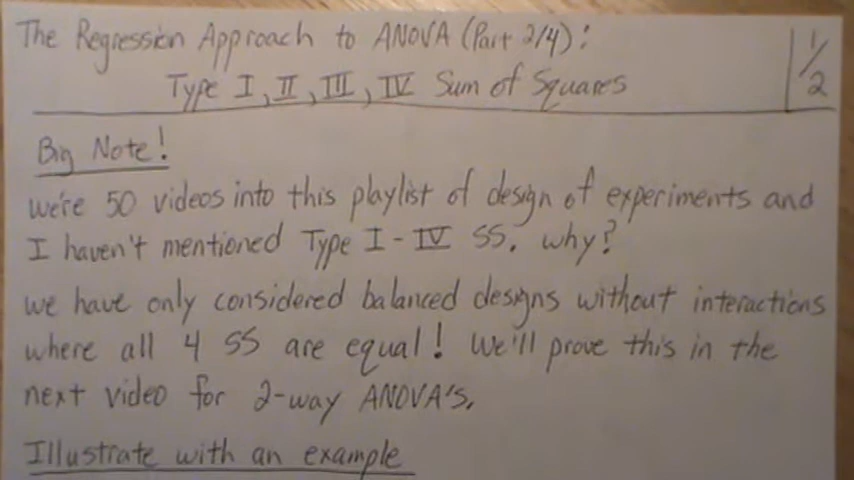 The Regression Approach to ANOVA (Part 2/4):
Type I, II, III, IV Sum of Squares
1/2
Big Note!
we're 50 videos into this playlist of design of experiments and
I haven't mentioned Type I-IV SS. why?
we have only considered balanced designs without interactions
where all 4 SS are equal! We'll prove this in the
next video for 2-way ANOVA's.
Illustrate with an example